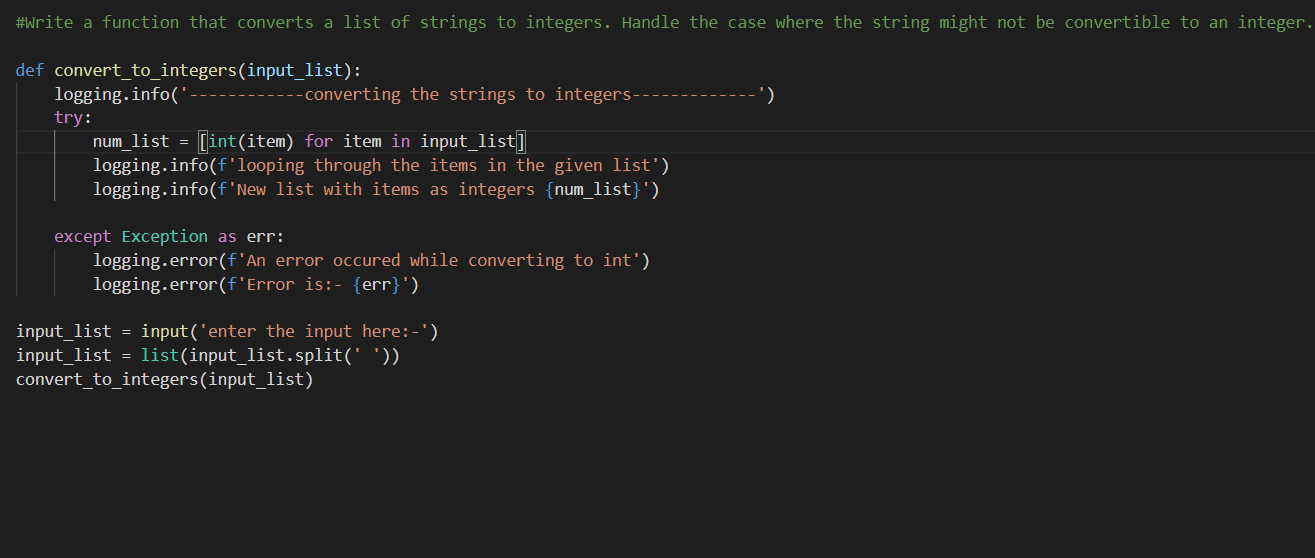 #Write a function that converts a list of strings to integers. Handle the case where the string might not be convertible to an integer.
def convert_to_integers(input_list):
    logging.info('------------converting the strings to integers-------------')
    try:
        num_list = [int(item) for item in input_list]
        logging.info(f'looping through the items in the given list')
        logging.info(f'New list with items as integers {num_list}')
    except Exception as err:
        logging.error(f'An error occured while converting to int')
        logging.error(f'Error is:- {err}')
input_list = input('enter the input here:-')
input_list = list(input_list.split(' '))
convert_to_integers(input_list)